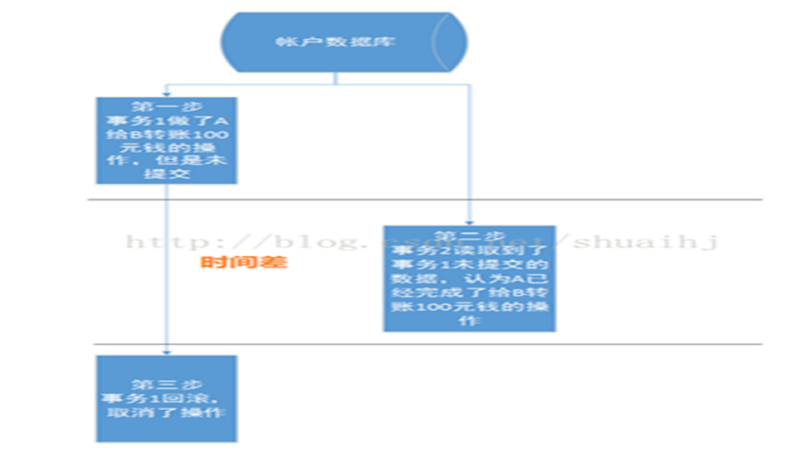 帐户数据库
第一步
事务1做了A
给B转账100
元钱的操
作，但是未
提交
http://blog.csdn.net/shuaihj
第二步
事务2读取到了
事务1未提交的
数据，认为A已
经完成了给B转
账100元钱的操
作
时间差
第三步
事务1回滚，
取消了操作